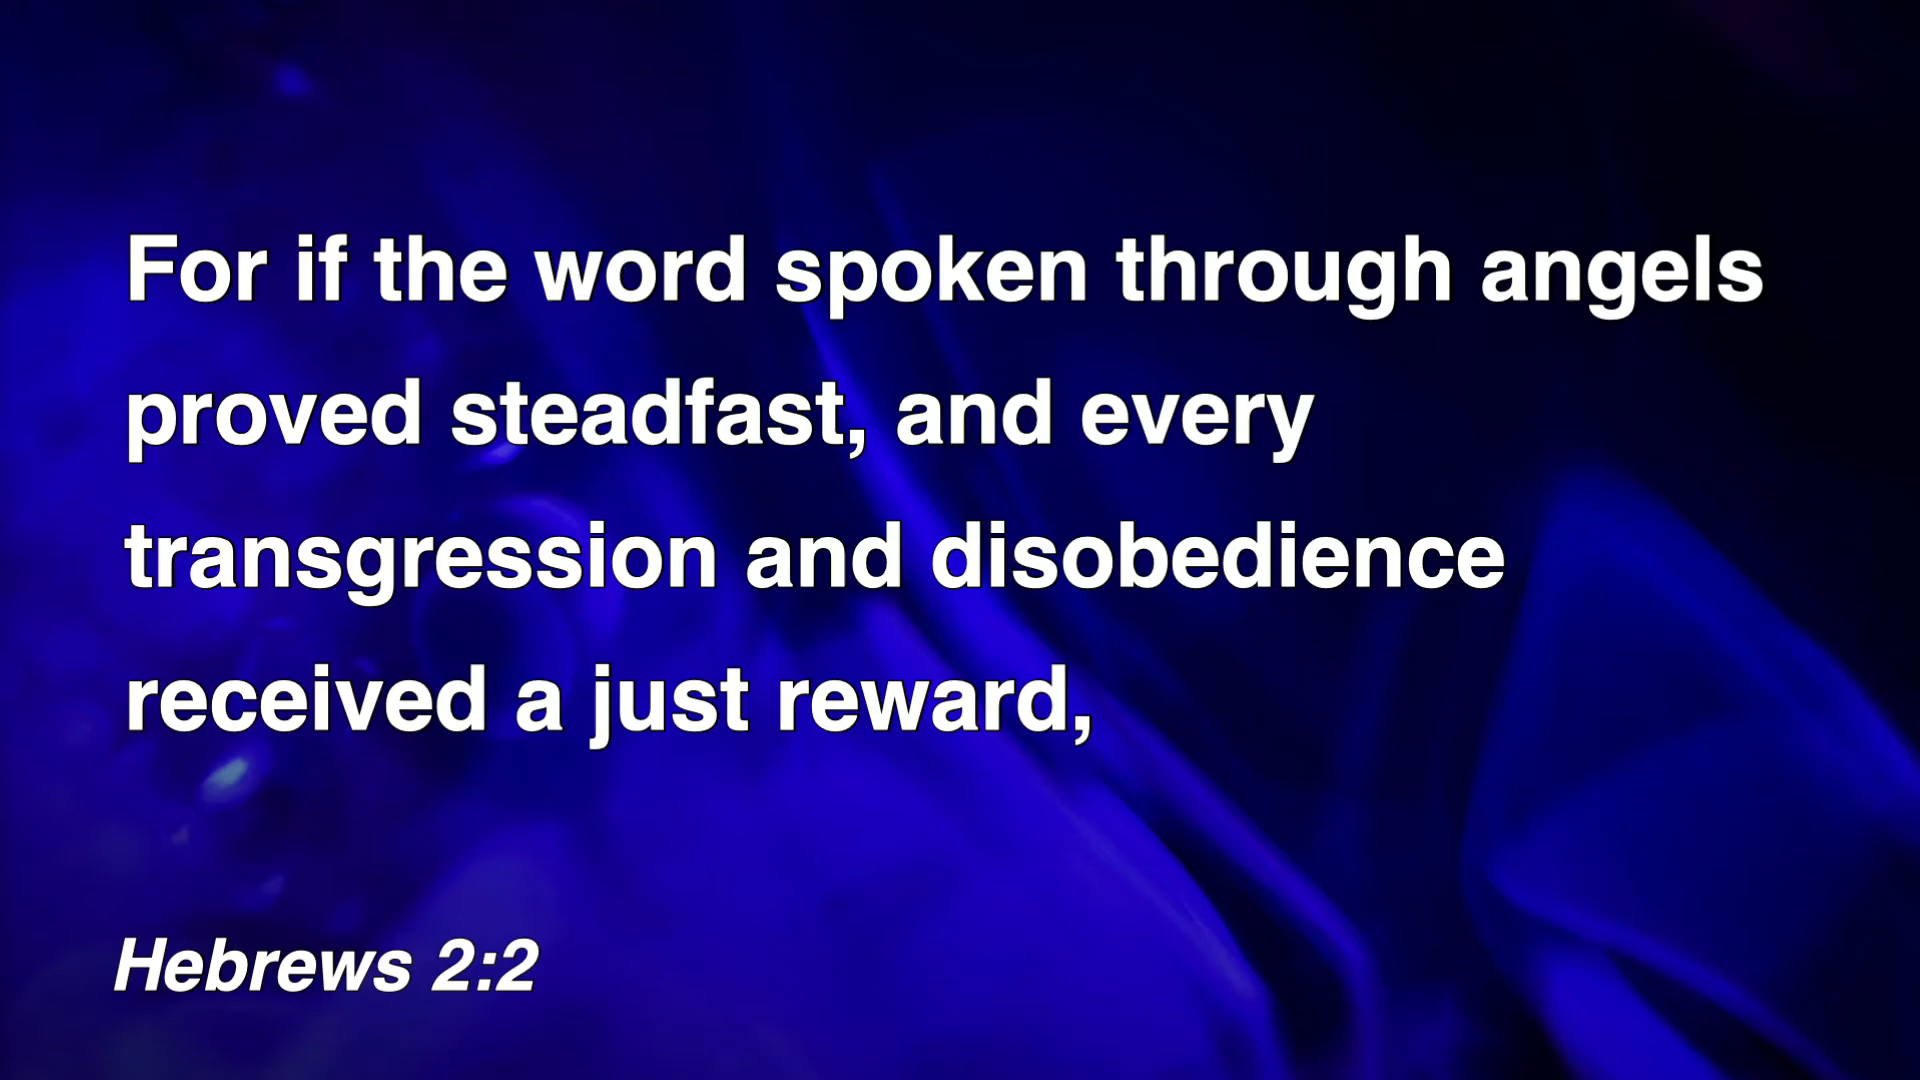 For if the word spoken through angels
proved steadfast, and every
transgression and disobedience
received a just reward,
Hebrews 2:2